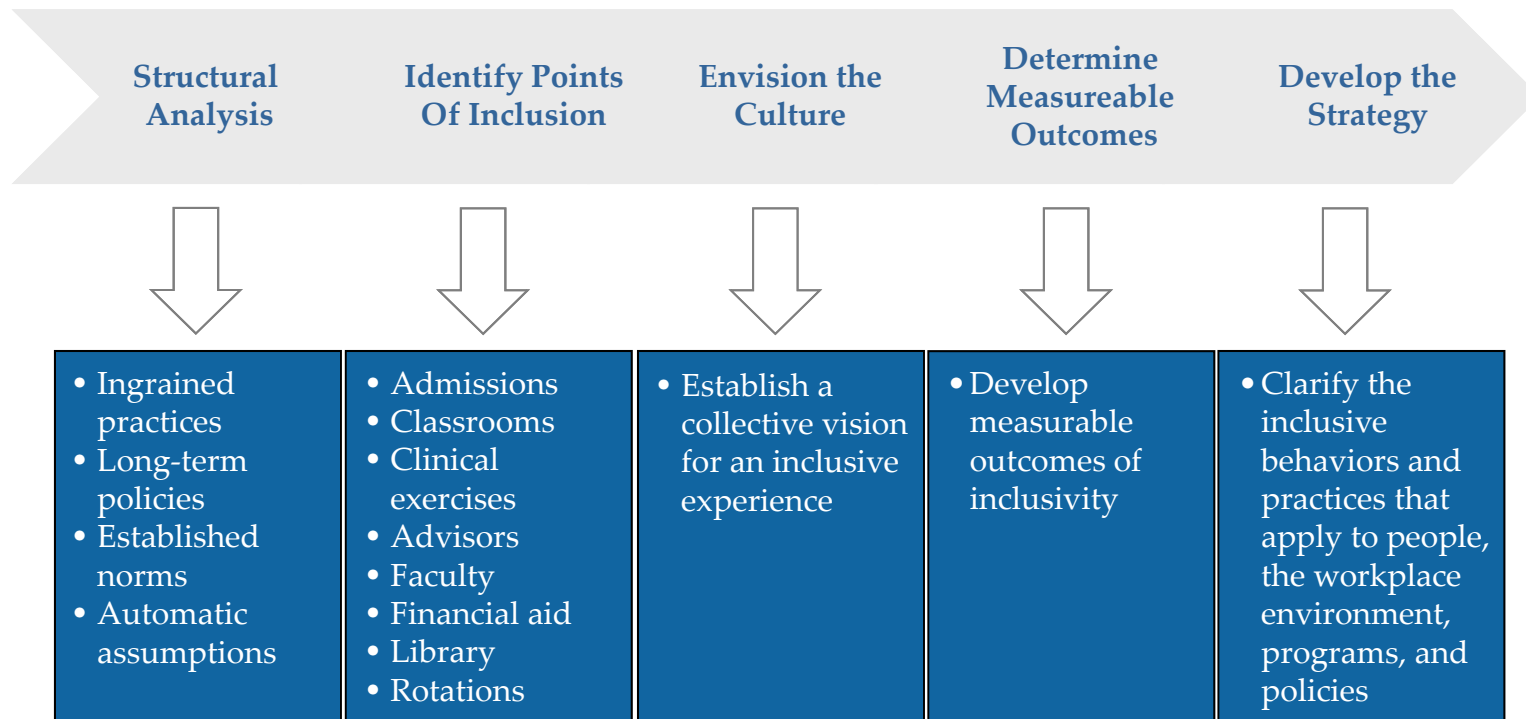 Structural
Analysis
Identify Points
Of Inclusion
Envision the
Culture
Determine
Measureable
Outcomes
Develop the
Strategy
• Ingrained
practices
• Long-term
policies
• Established
norms
• Automatic
assumptions
• Admissions
• Classrooms
• Clinical
exercises
• Advisors
• Faculty
• Financial aid
• Library
• Rotations
• Establish a
collective vision
for an inclusive
experience
• Develop
measurable
outcomes of
inclusivity
• Clarify the
inclusive
behaviors and
practices that
apply to people,
the workplace
environment,
programs, and
policies